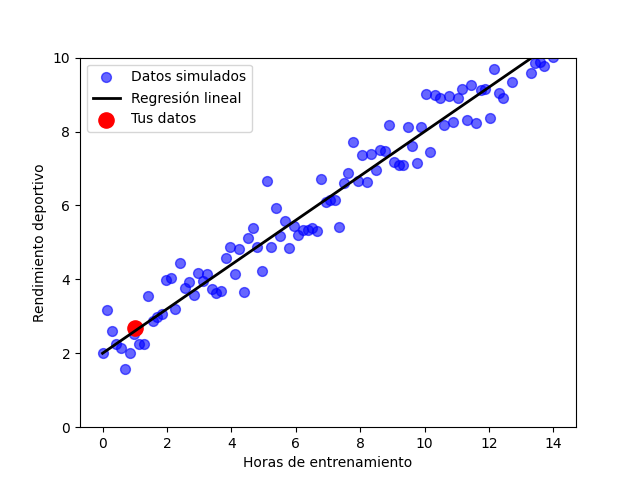 10
8
6
4
2
0
Rendimiento deportivo
Datos simulados
Regresión lineal
Tus datos
0 2 4 6 8 10 12 14
Horas de entrenamiento